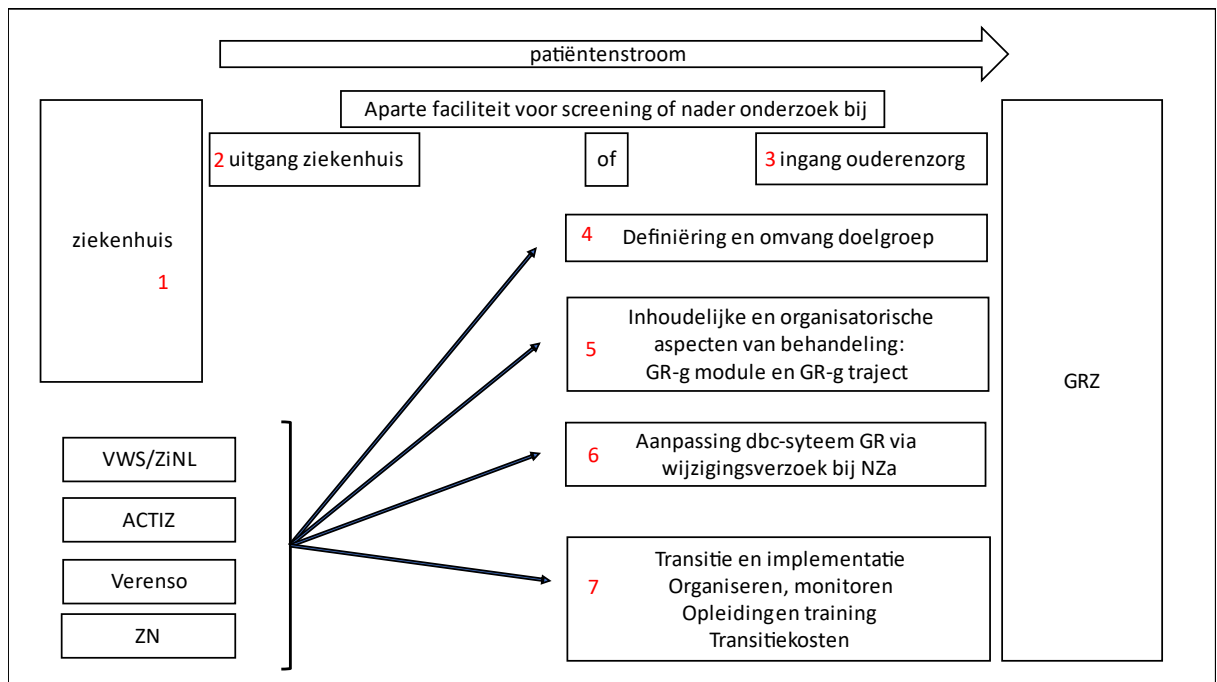 patiëntenstroom
Aparte faciliteit voor screening of nader onderzoek bij
2 uitgang ziekenhuis
of
3 ingang ouderenzorg
ziekenhuis
1
4 Definiëring en omvang doelgroep
Inhoudelijke en organisatorische
5 aspecten van behandeling:
GR-g module en GR-g traject
GRZ
VWS/ZiNL
ACTIZ
Verenso
ZN
6 Aanpassing dbc-syteem GR via
wijzigingsverzoek bij NZa
Transitie en implementatie
7 Organiseren, monitoren
Opleidingen training
Transitiekosten